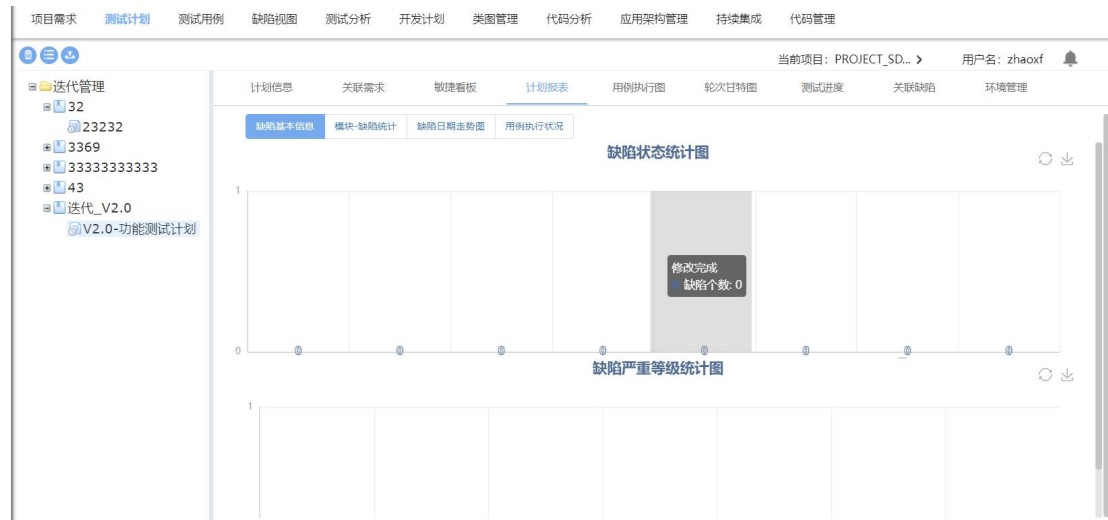 项目需求 测试计划 测试用例 缺陷视图 测试分析 开发计划 类图管理 代码分析 应用架构管理 持续集成 代码管理
当前项目：PROJECT_SD... 用户名：zhaoxf
迭代管理
32
23232
3369
33333333333
43
迭代_V2.0
V2.0-功能测试计划
计划信息 关联需求 敏捷看板 计划报表 用例执行图 轮次甘特图 测试进度 关联缺陷 环境管理
缺陷基本信息 模块-缺陷统计 缺陷日期走势图 用例执行状况
缺陷状态统计图
1
修改完成
缺陷个数: 0
0 0 0 0 0 0 0 0 0
缺陷严重等级统计图
1